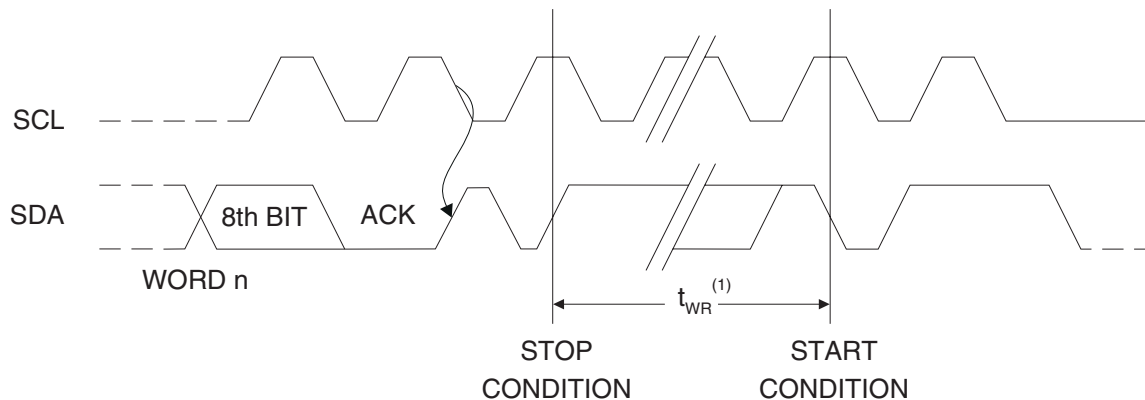 SCL
SDA
8th BIT
ACK
WORD n
tWR(1)
STOP
CONDITION
START
CONDITION